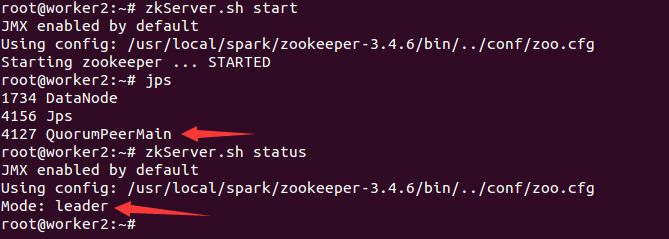 root@worker2:~# zkServer.sh start
JMX enabled by default
Using config: /usr/local/spark/zookeeper-3.4.6/bin/../conf/zoo.cfg
Starting zookeeper ... STARTED
root@worker2:~# jps
1734 DataNode
4156 Jps
4127 QuorumPeerMain
root@worker2:~# zkServer.sh status
JMX enabled by default
Using config: /usr/local/spark/zookeeper-3.4.6/bin/../conf/zoo.cfg
Mode: leader
root@worker2:~#